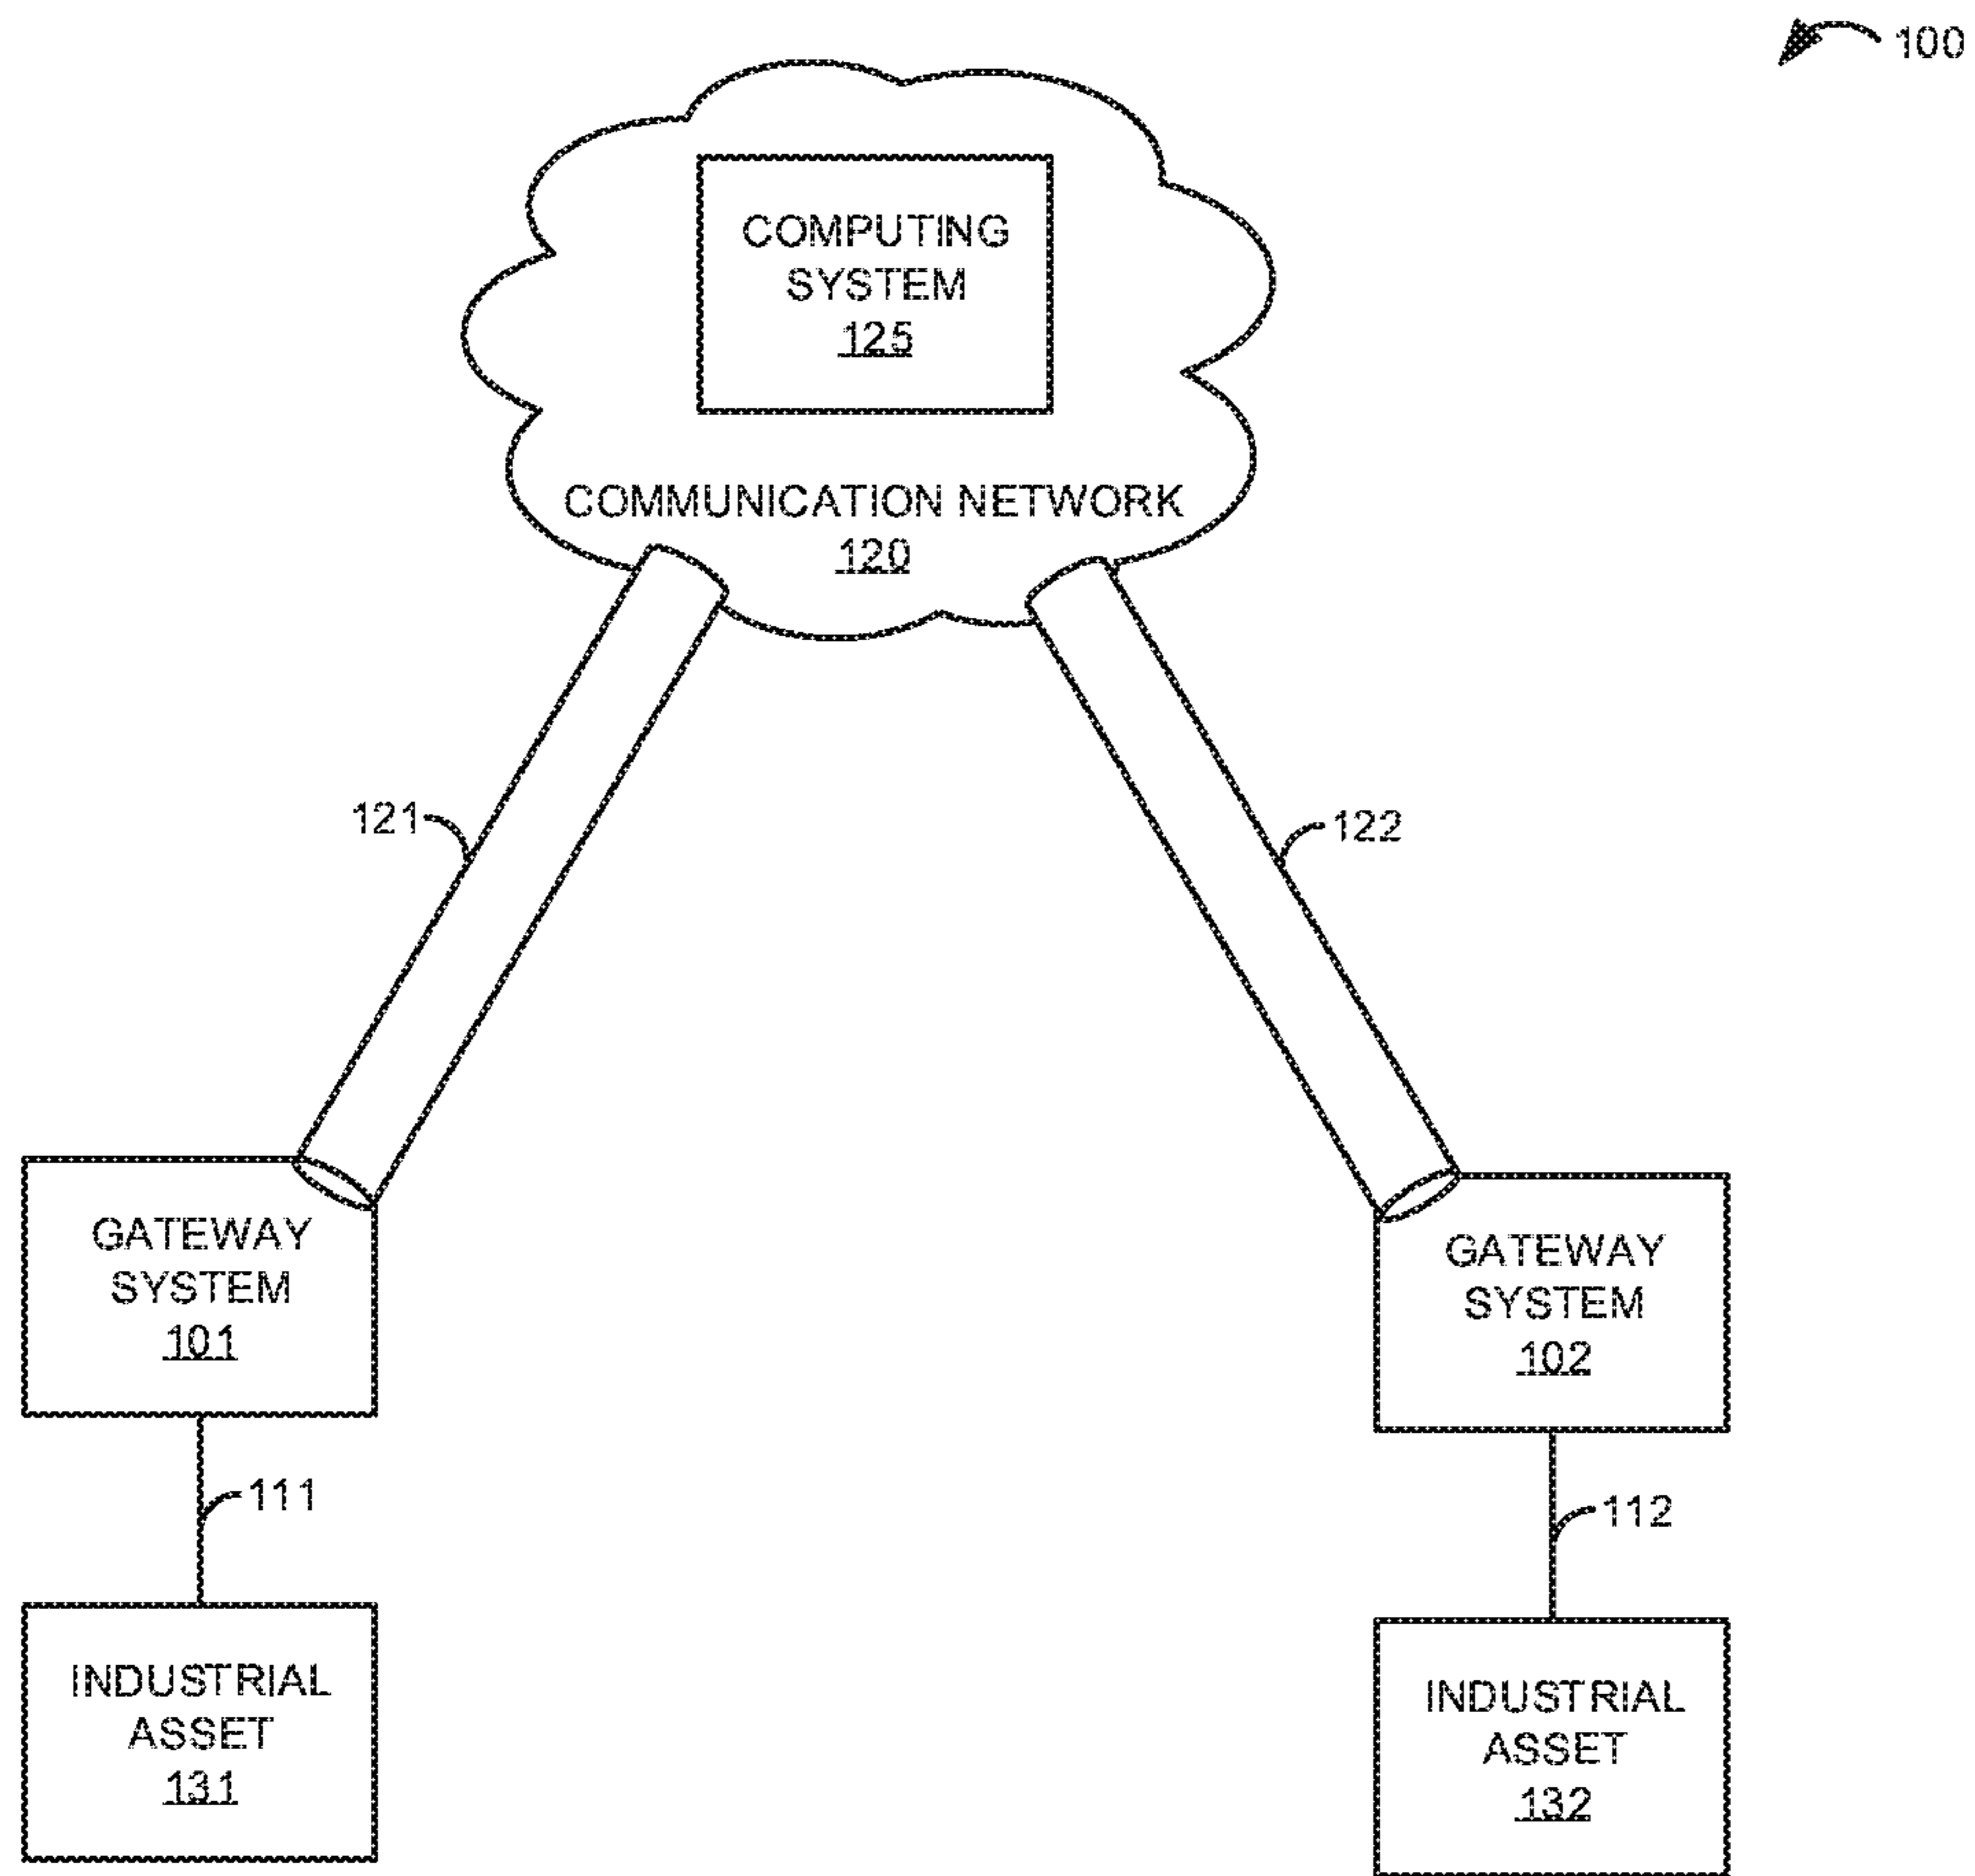 100
COMPUTING
SYSTEM
125
COMMUNICATION NETWORK
120
121
122
GATEWAY
SYSTEM
101
GATEWAY
SYSTEM
102
111
112
INDUSTRIAL
ASSET
131
INDUSTRIAL
ASSET
132